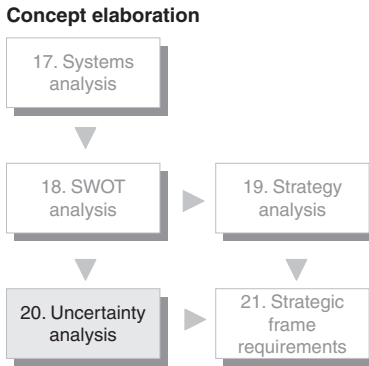 Concept elaboration
17. Systems
analysis
18. SWOT
analysis
19. Strategy
analysis
20. Uncertainty
analysis
21. Strategic
frame
requirements